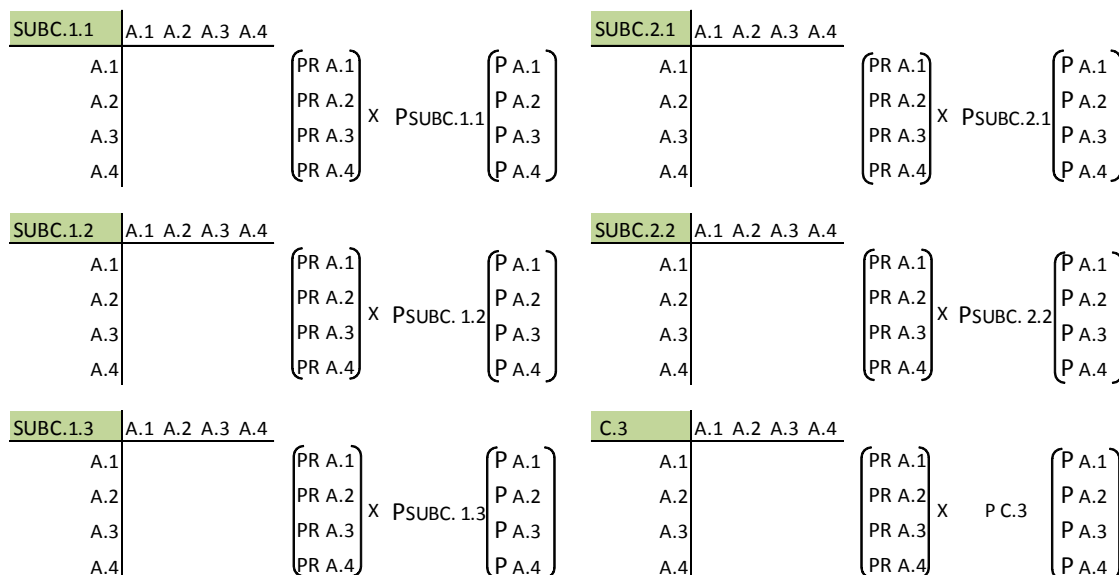 SUBC.1.1 A.1 A.2 A.3 A.4
A.1 PR A.1 P A.1
A.2 PR A.2 P A.2
X PSUBC.1.1
A.3 PR A.3 P A.3
A.4 PR A.4 P A.4
SUBC.2.1 A.1 A.2 A.3 A.4
A.1 PR A.1 P A.1
A.2 PR A.2 P A.2
X PSUBC.2.1
A.3 PR A.3 P A.3
A.4 PR A.4 P A.4
SUBC.1.2 A.1 A.2 A.3 A.4
A.1 PR A.1 P A.1
A.2 PR A.2 P A.2
X PSUBC. 1.2
A.3 PR A.3 P A.3
A.4 PR A.4 P A.4
SUBC.2.2 A.1 A.2 A.3 A.4
A.1 PR A.1 P A.1
A.2 PR A.2 P A.2
X PSUBC. 2.2
A.3 PR A.3 P A.3
A.4 PR A.4 P A.4
SUBC.1.3 A.1 A.2 A.3 A.4
A.1 PR A.1 P A.1
A.2 PR A.2 P A.2
X PSUBC. 1.3
A.3 PR A.3 P A.3
A.4 PR A.4 P A.4
C.3 A.1 A.2 A.3 A.4
A.1 PR A.1 P A.1
A.2 PR A.2 P A.2
X P C.3
A.3 PR A.3 P A.3
A.4 PR A.4 P A.4